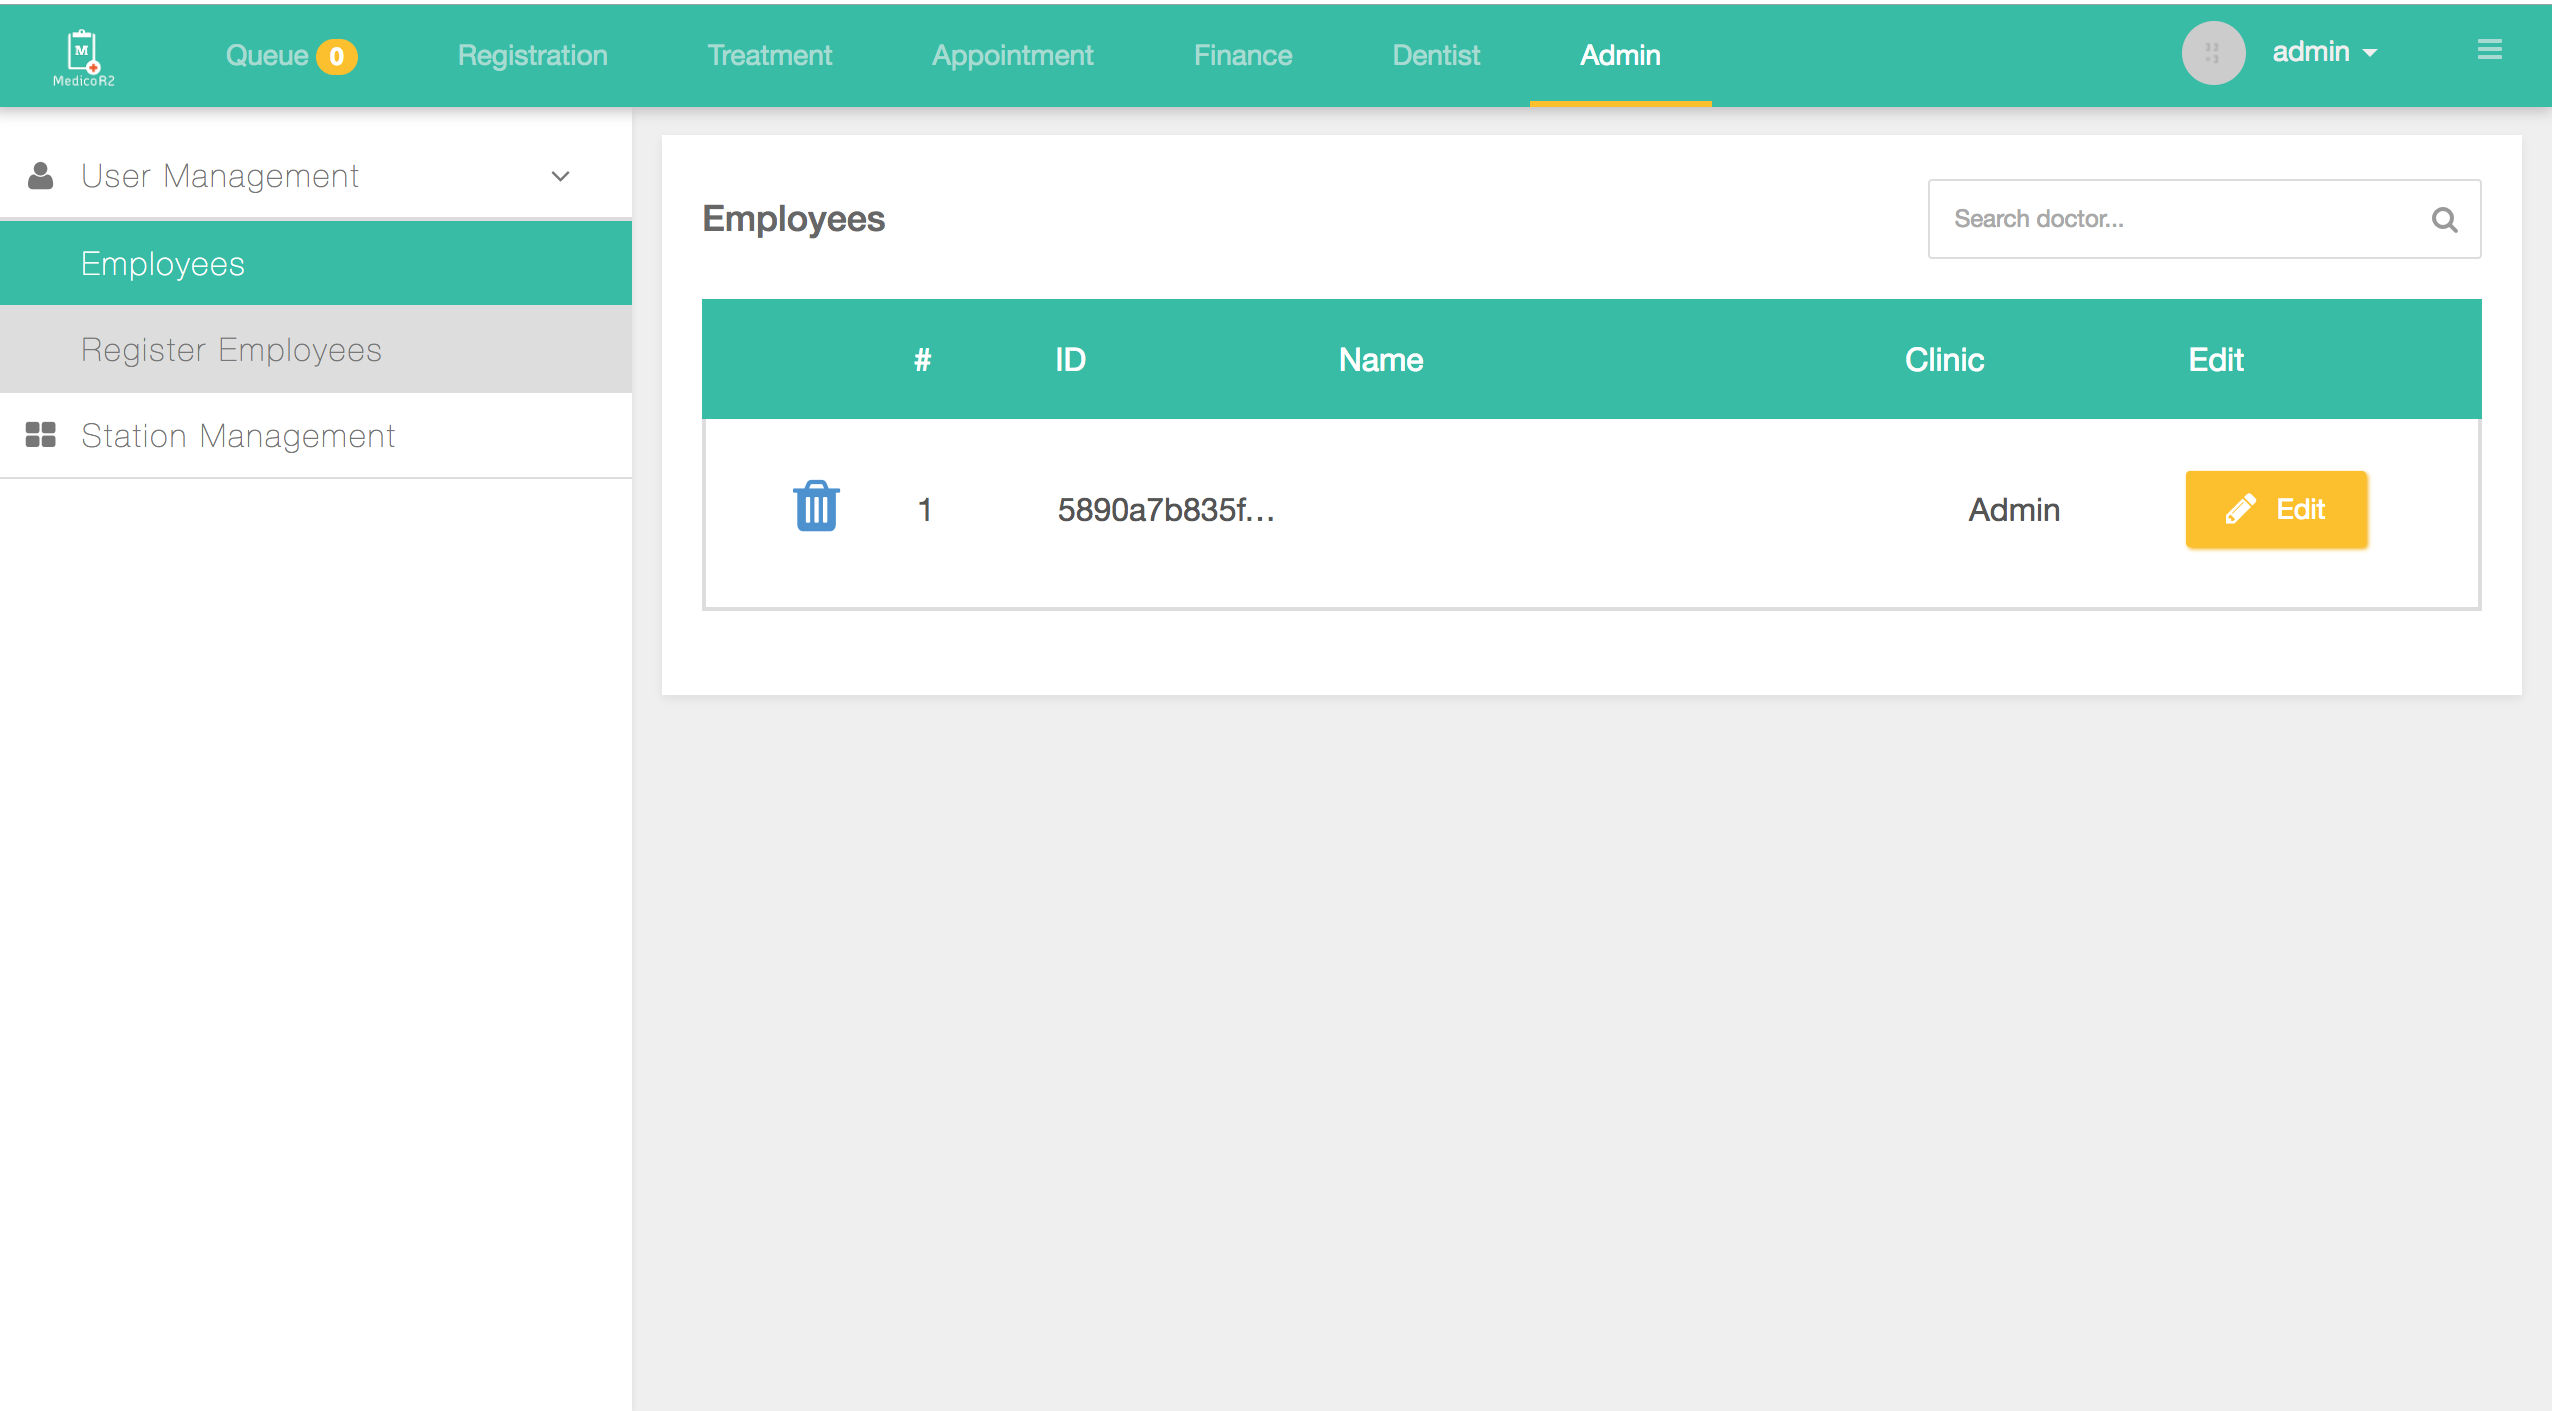 M
MedicoR2
Queue 0
Registration
Treatment
Appointment
Finance
Dentist
Admin
admin
User Management
Employees
Register Employees
Station Management
Employees
Search doctor...
# ID Name Clinic Edit
1 5890a7b835f... Admin Edit